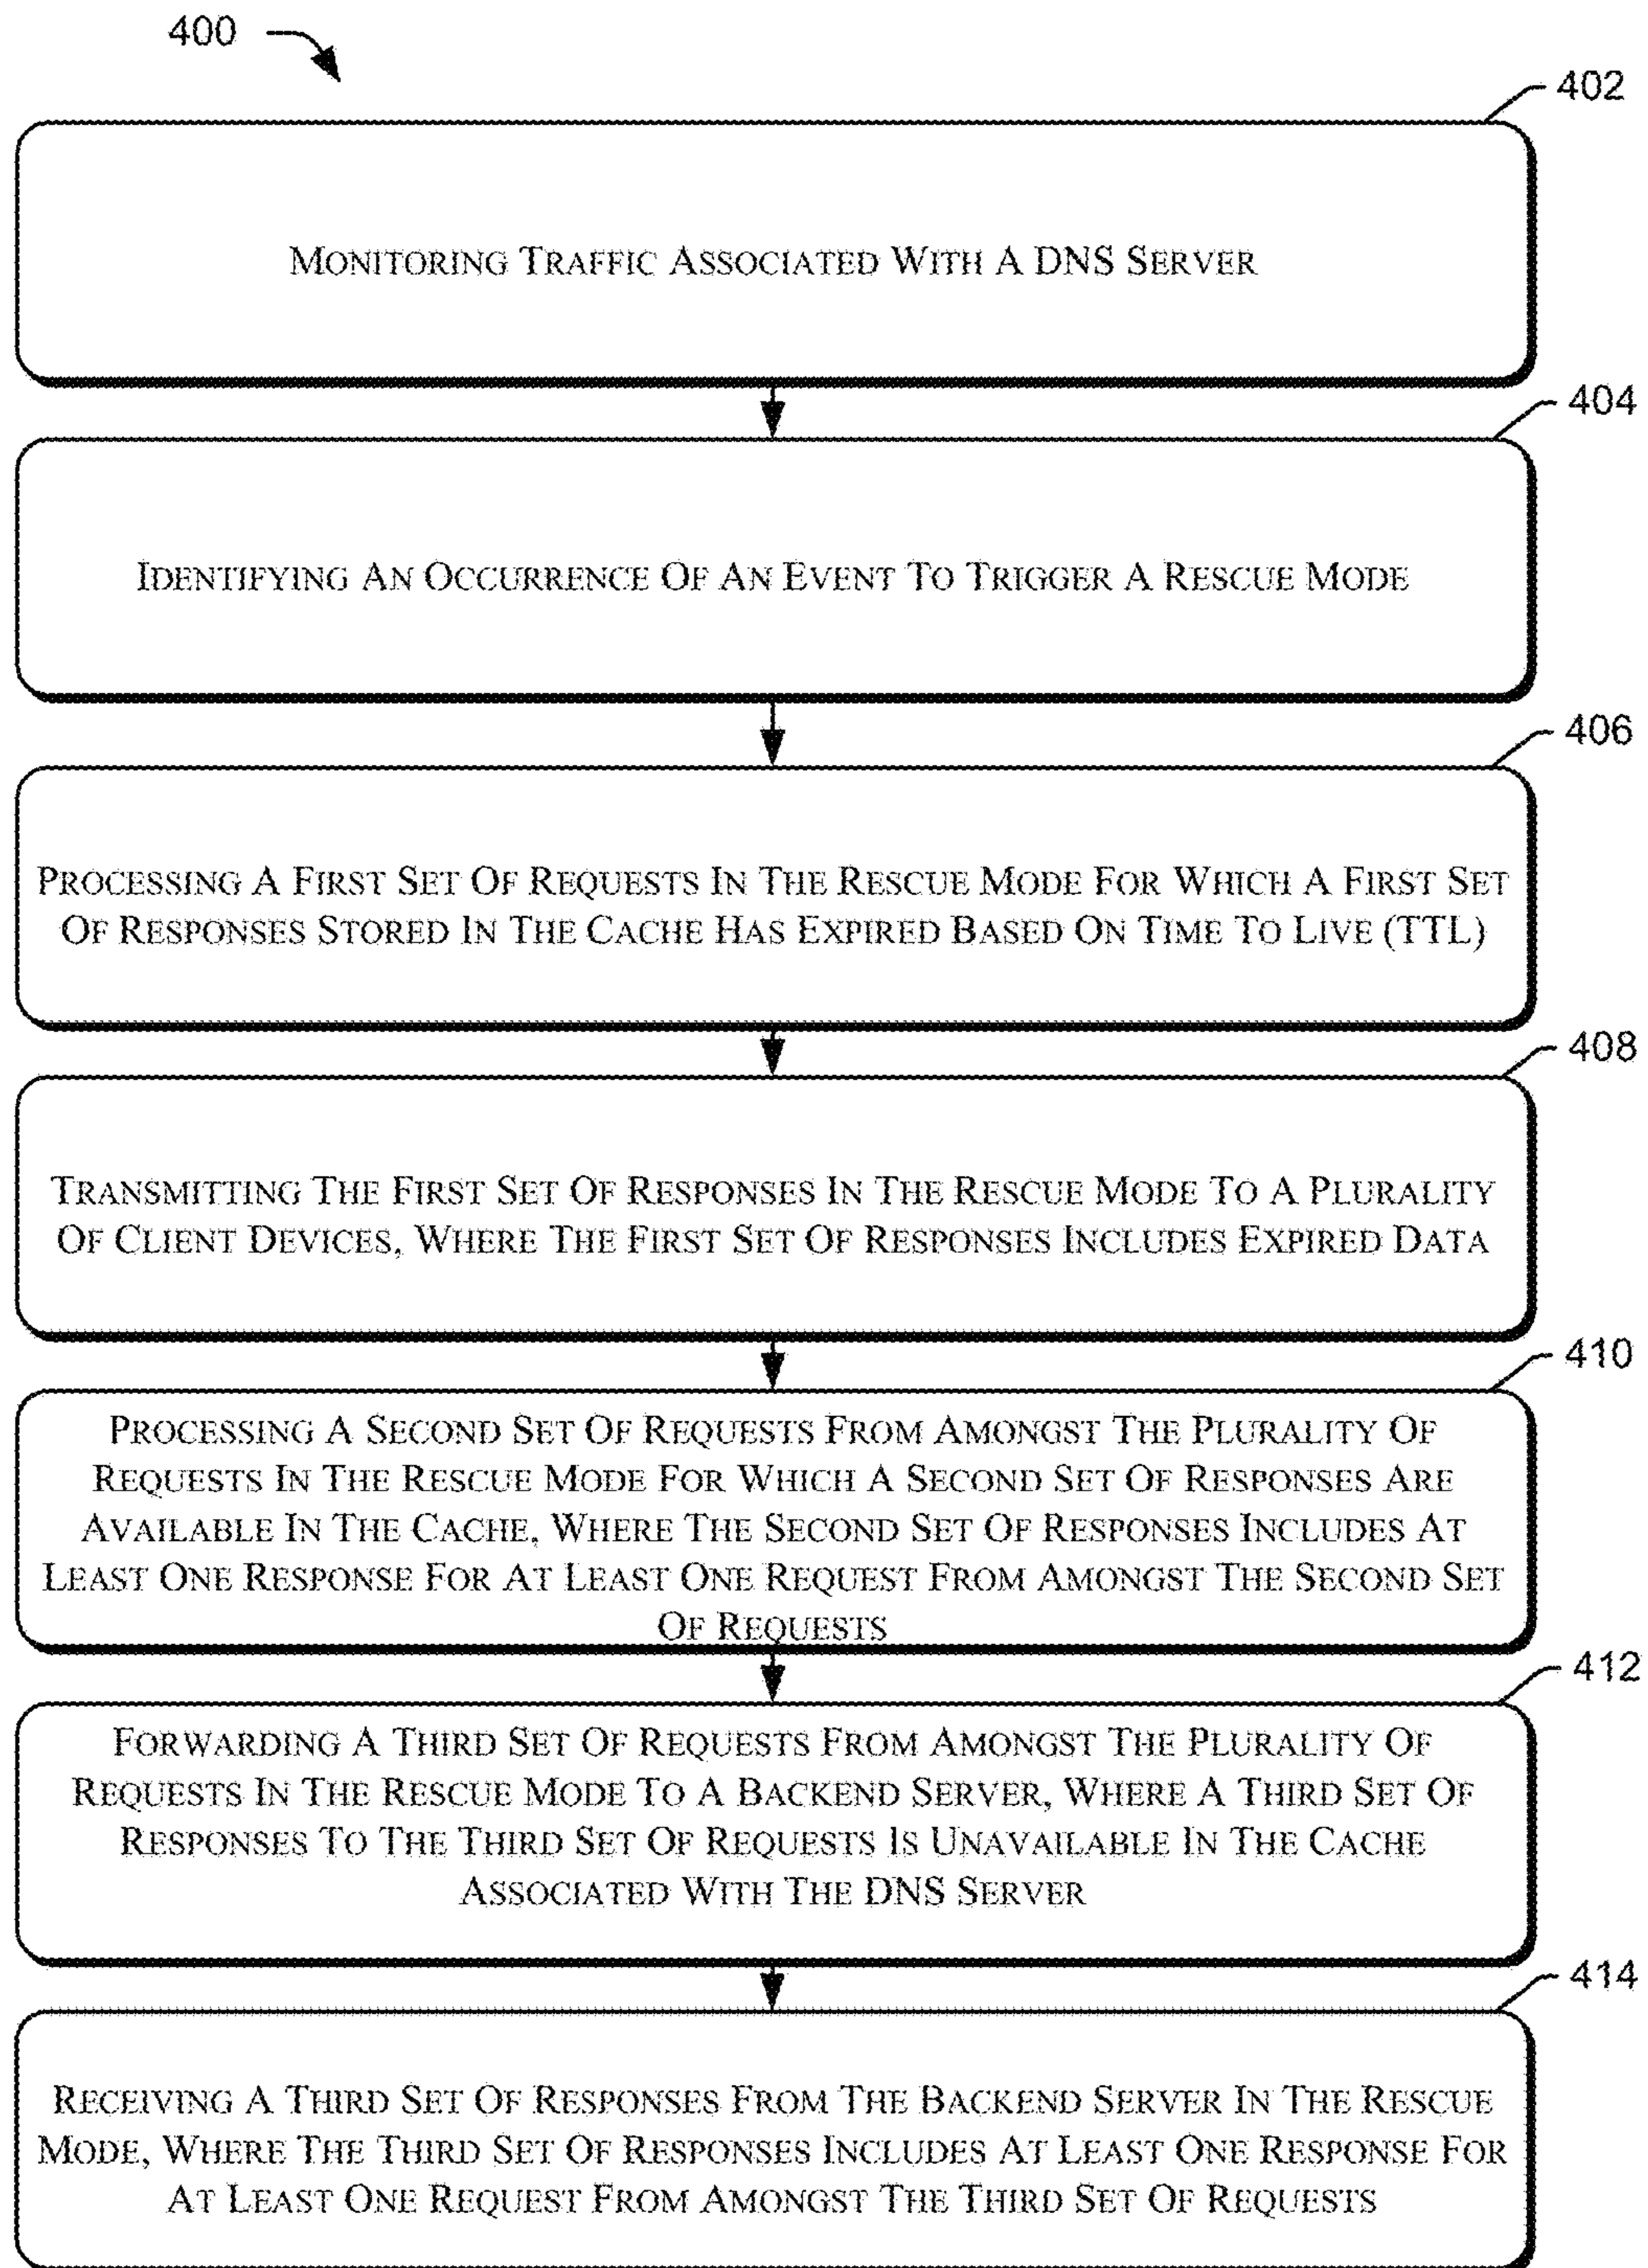 400
402
MONITORING TRAFFIC ASSOCIATED WITH A DNS SERVER
404
IDENTIFYING AN OCCURRENCE OF AN EVENT TO TRIGGER A RESCUE MODE
406
PROCESSING A FIRST SET OF REQUESTS IN THE RESCUE MODE FOR WHICH A FIRST SET
OF RESPONSES STORED IN THE CACHE HAS EXPIRED BASED ON TIME TO LIVE (TTL)
408
TRANSMITTING THE FIRST SET OF RESPONSES IN THE RESCUE MODE TO A PLURALITY
OF CLIENT DEVICES, WHERE THE FIRST SET OF RESPONSES INCLUDES EXPIRED DATA
410
PROCESSING A SECOND SET OF REQUESTS FROM AMONGST THE PLURALITY OF
REQUESTS IN THE RESCUE MODE FOR WHICH A SECOND SET OF RESPONSES ARE
AVAILABLE IN THE CACHE, WHERE THE SECOND SET OF RESPONSES INCLUDES AT
LEAST ONE RESPONSE FOR AT LEAST ONE REQUEST FROM AMONGST THE SECOND SET
OF REQUESTS
412
FORWARDING A THIRD SET OF REQUESTS FROM AMONGST THE PLURALITY OF
REQUESTS IN THE RESCUE MODE TO A BACKEND SERVER, WHERE A THIRD SET OF
RESPONSES TO THE THIRD SET OF REQUESTS IS UNAVAILABLE IN THE CACHE
ASSOCIATED WITH THE DNS SERVER
414
RECEIVING A THIRD SET OF RESPONSES FROM THE BACKEND SERVER IN THE RESCUE
MODE, WHERE THE THIRD SET OF RESPONSES INCLUDES AT LEAST ONE RESPONSE FOR
AT LEAST ONE REQUEST FROM AMONGST THE THIRD SET OF REQUESTS